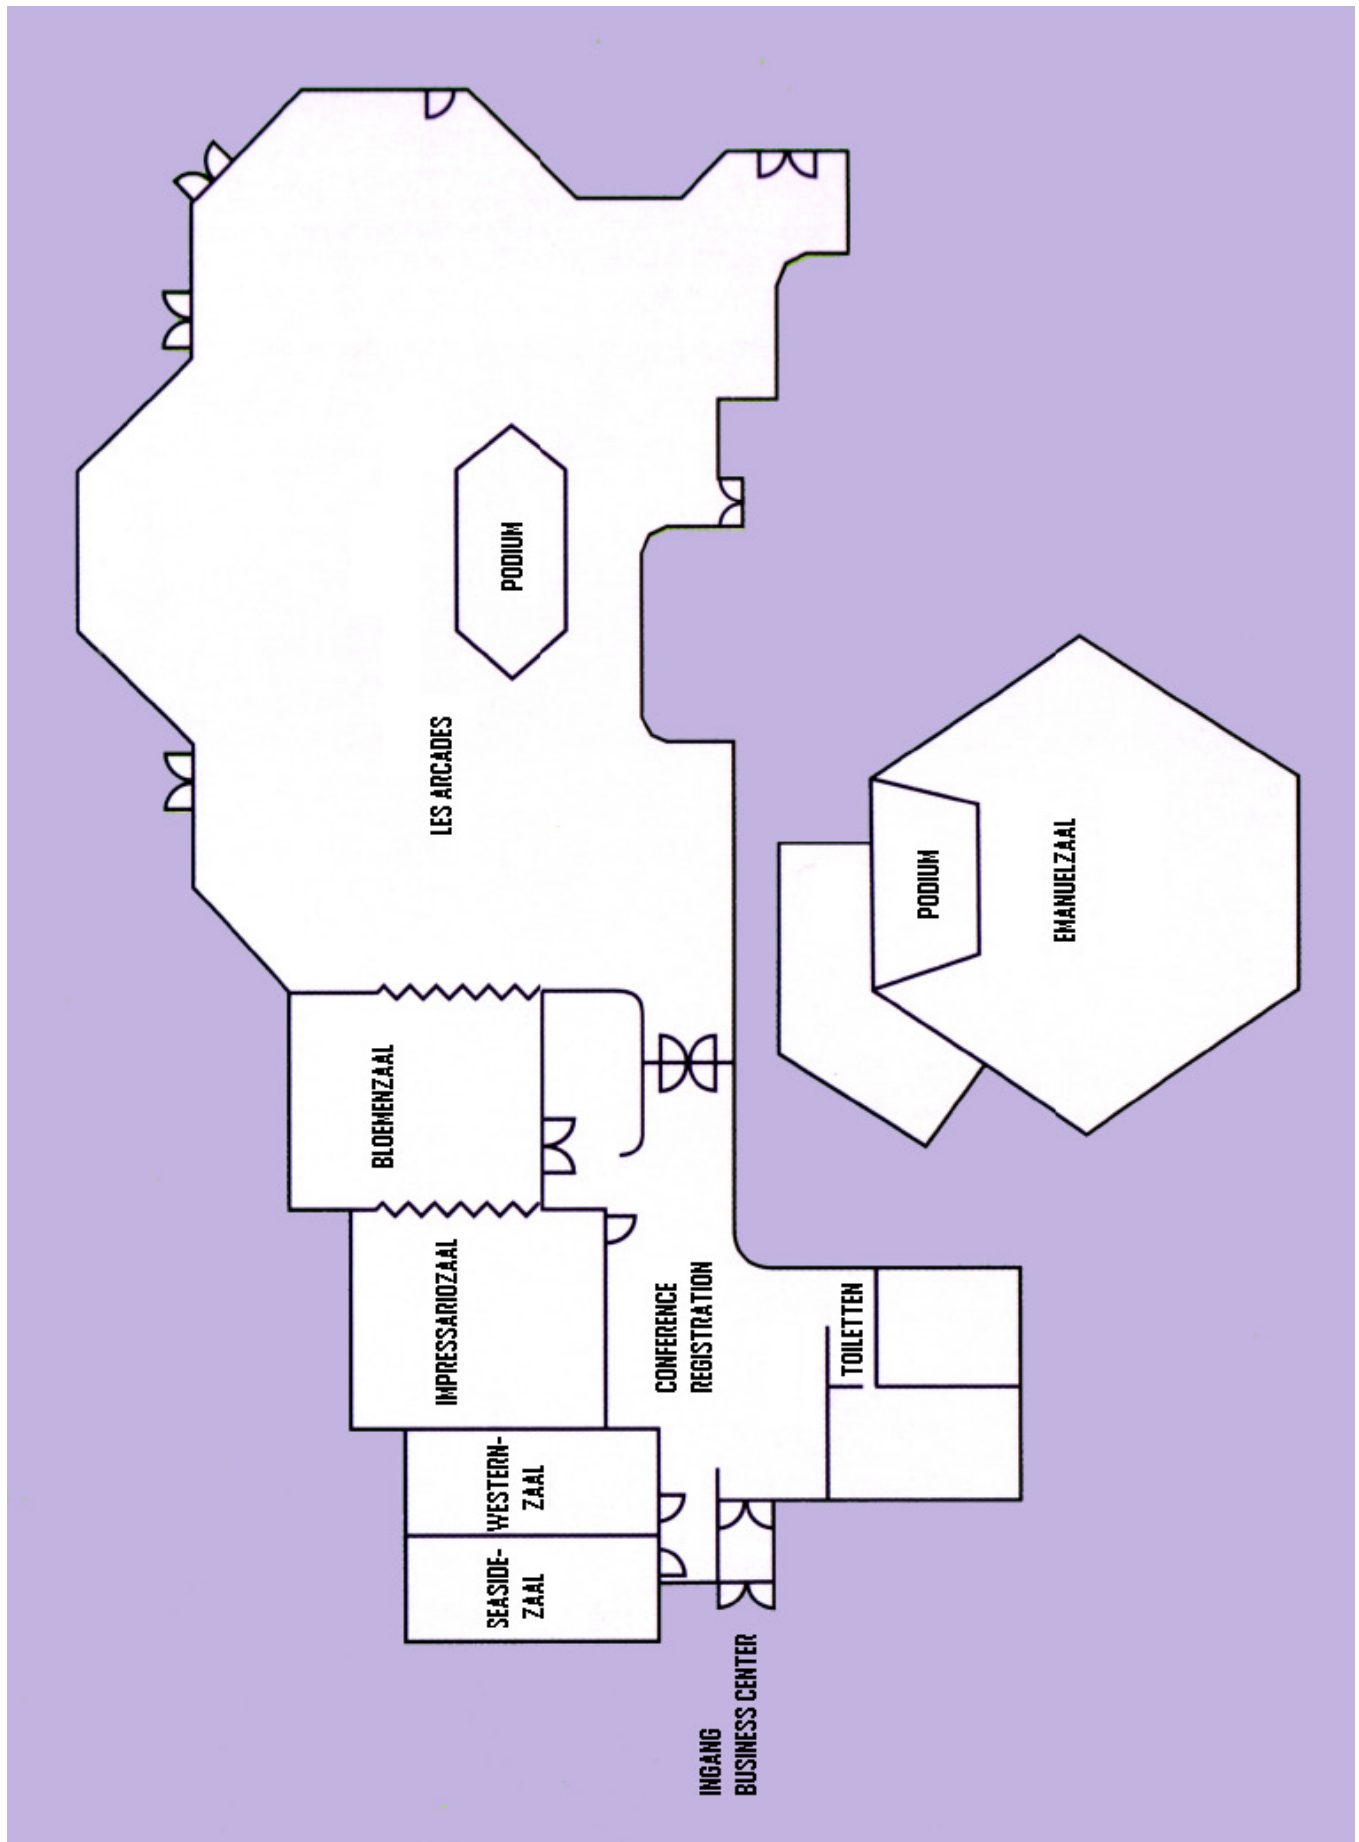 PODIUM
LES ARCADES
PODIUM
EMANUELZAAL
BLOEMENZAAL
IMPRESSARIOZAAL
CONFERENCE
REGISTRATION
TOILETTEN
WESTERN-
ZAAL
SEASIDE-
ZAAL
INGANG
BUSINESS CENTER